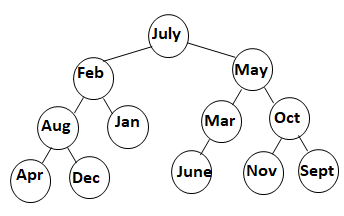 July
Feb May
Aug Jan Mar Oct
Apr Dec June Nov Sept